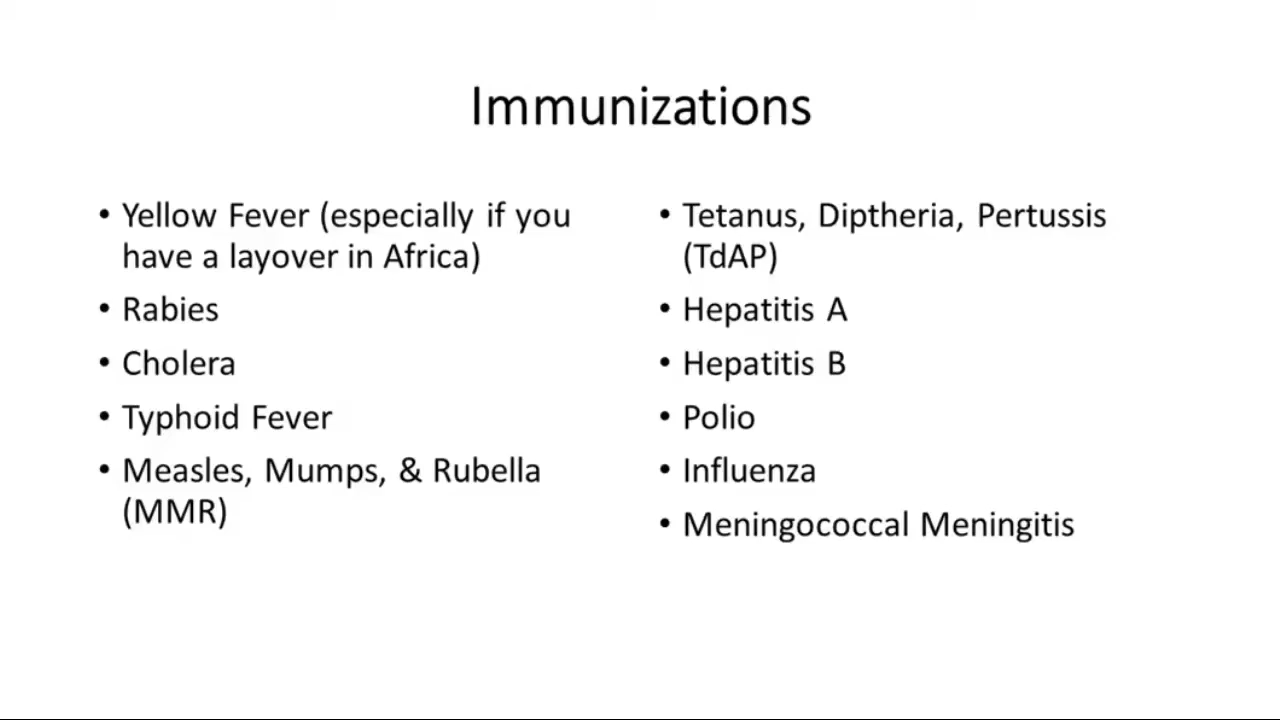 Immunizations
• Yellow Fever (especially if you
have a layover in Africa)
• Rabies
• Cholera
• Typhoid Fever
• Measles, Mumps, & Rubella
(MMR)
• Tetanus, Diptheria, Pertussis
(TdAP)
• Hepatitis A
• Hepatitis B
• Polio
• Influenza
• Meningococcal Meningitis